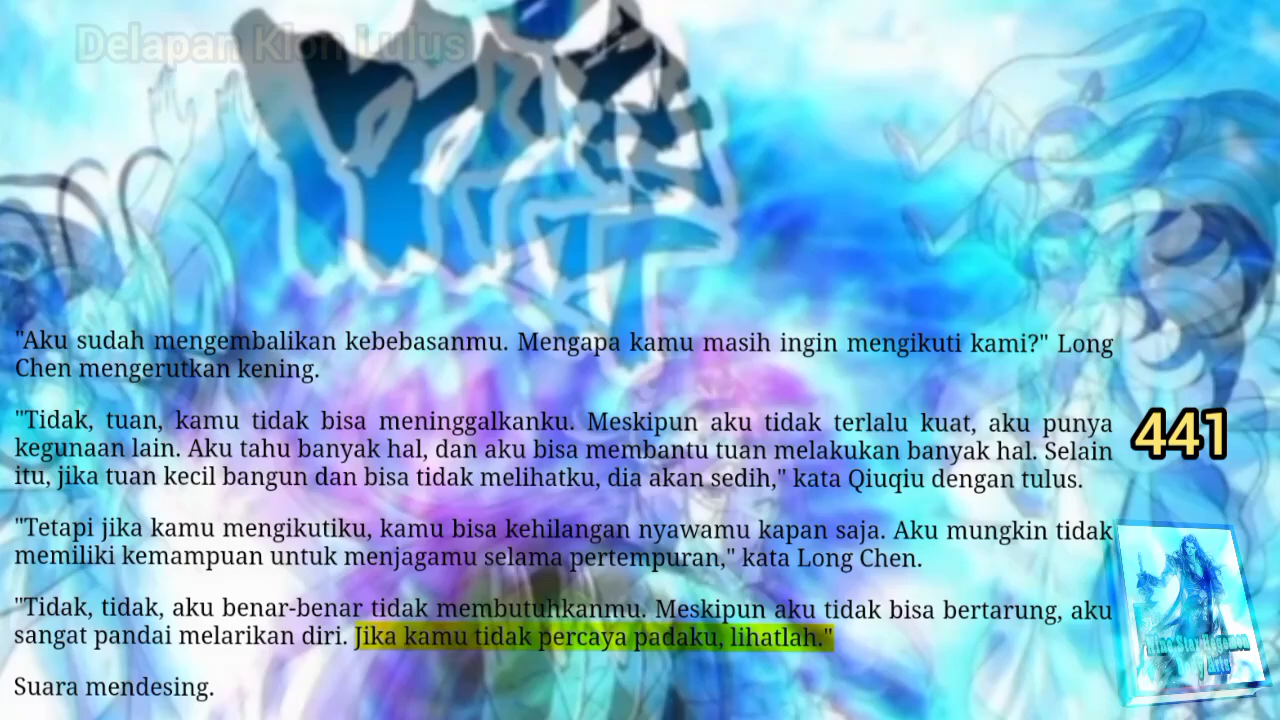 Delapan Klon Lulus
"Aku sudah mengembalikan kebebasanmu. Mengapa kamu masih ingin mengikuti kami?" Long
Chen mengerutkan kening.
"Tidak, tuan, kamu tidak bisa meninggalkanku. Meskipun aku tidak terlalu kuat, aku punya
kegunaan lain. Aku tahu banyak hal, dan aku bisa membantu tuan melakukan banyak hal. Selain
itu, jika tuan kecil bangun dan bisa tidak melihatku, dia akan sedih," kata Qiuqiu dengan tulus.
441
"Tetapi jika kamu mengikutiku, kamu bisa kehilangan nyawamu kapan saja. Aku mungkin tidak
memiliki kemampuan untuk menjagamu selama pertempuran," kata Long Chen.
"Tidak, tidak, aku benar-benar tidak membutuhkanmu. Meskipun aku tidak bisa bertarung, aku
sangat pandai melarikan diri. Jika kamu tidak percaya padaku, lihatlah."
Suara mendesing.
Nine Star Hegemon
Body Arts